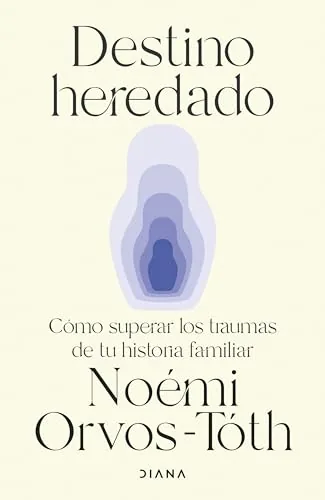 Destino
heredado
Cómo superar los traumas
de tu historia familiar
Noémi
Orvos-Tóth
DIANA